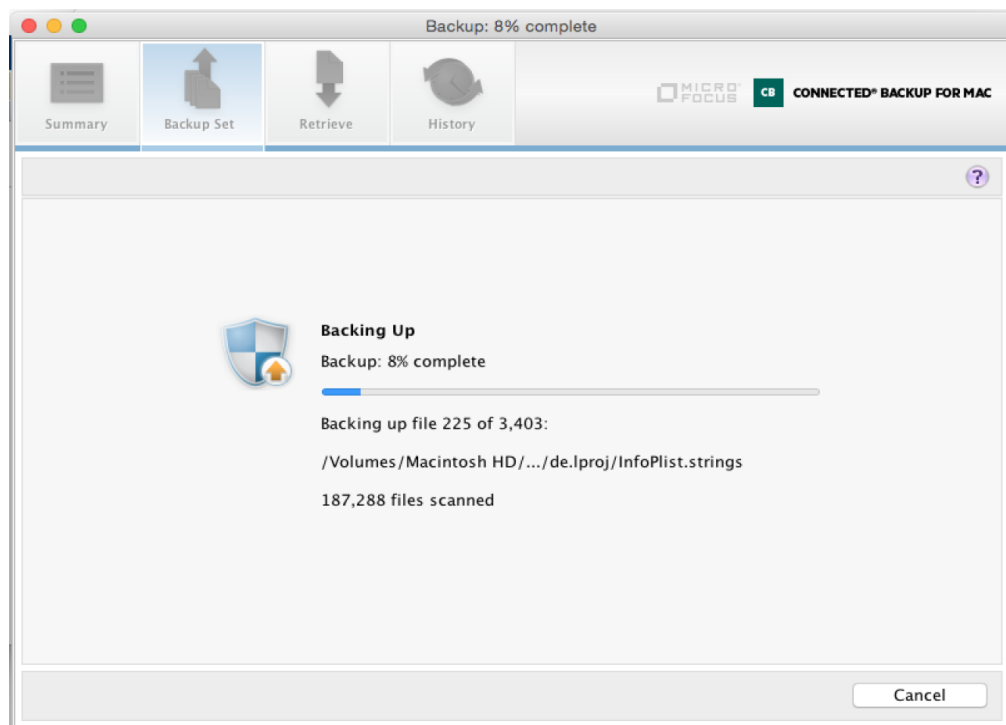 Backup: 8% complete
Summary
Backup Set
Retrieve
History
MICRO
FOCUS
CB
CONNECTED® BACKUP FOR MAC
?
Backing Up
Backup: 8% complete
Backing up file 225 of 3,403:
/Volumes/Macintosh HD/.../de.lproj/InfoPlist.strings
187,288 files scanned
Cancel